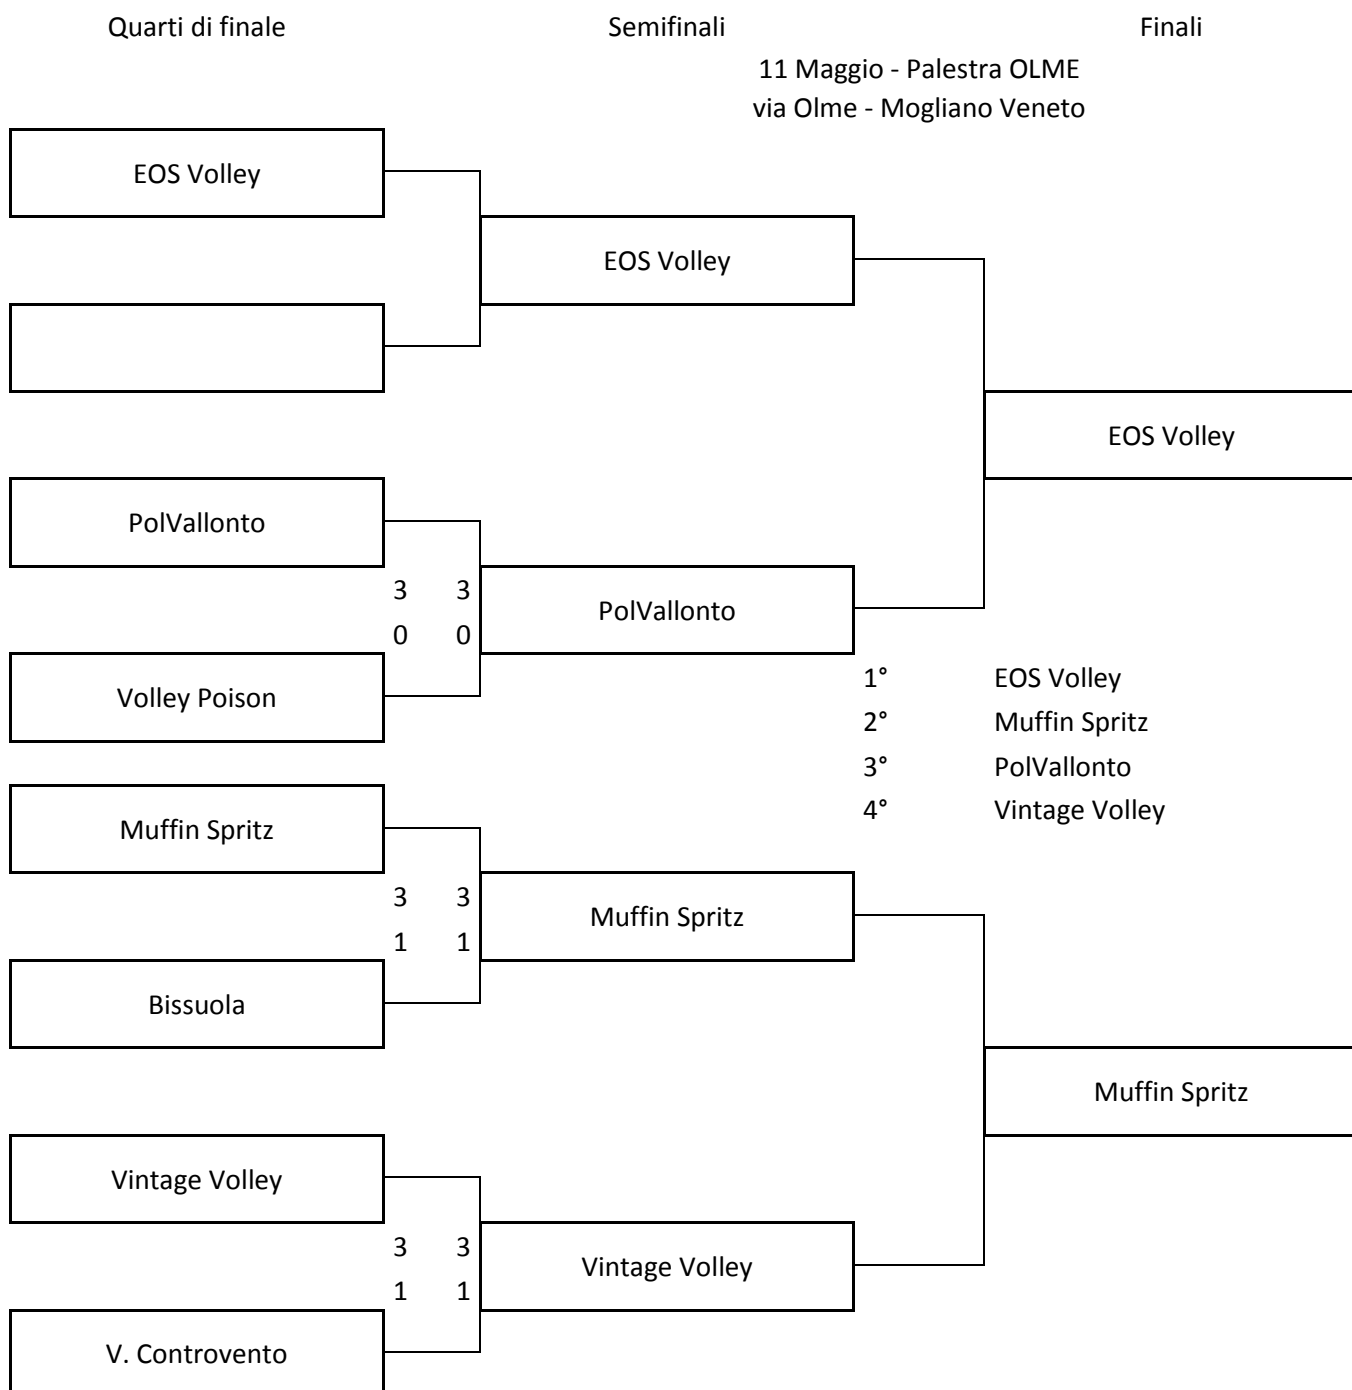 Quarti di finale Semifinali Finali
11 Maggio - Palestra OLME
via Olme - Mogliano Veneto
EOS Volley
EOS Volley
EOS Volley
PolVallonto
3 3
PolVallonto
0 0
Volley Poison
1° EOS Volley
2° Muffin Spritz
3° PolVallonto
4° Vintage Volley
Muffin Spritz
3 3
Muffin Spritz
1 1
Bissuola
Muffin Spritz
Vintage Volley
3 3
Vintage Volley
1 1
V. Controvento